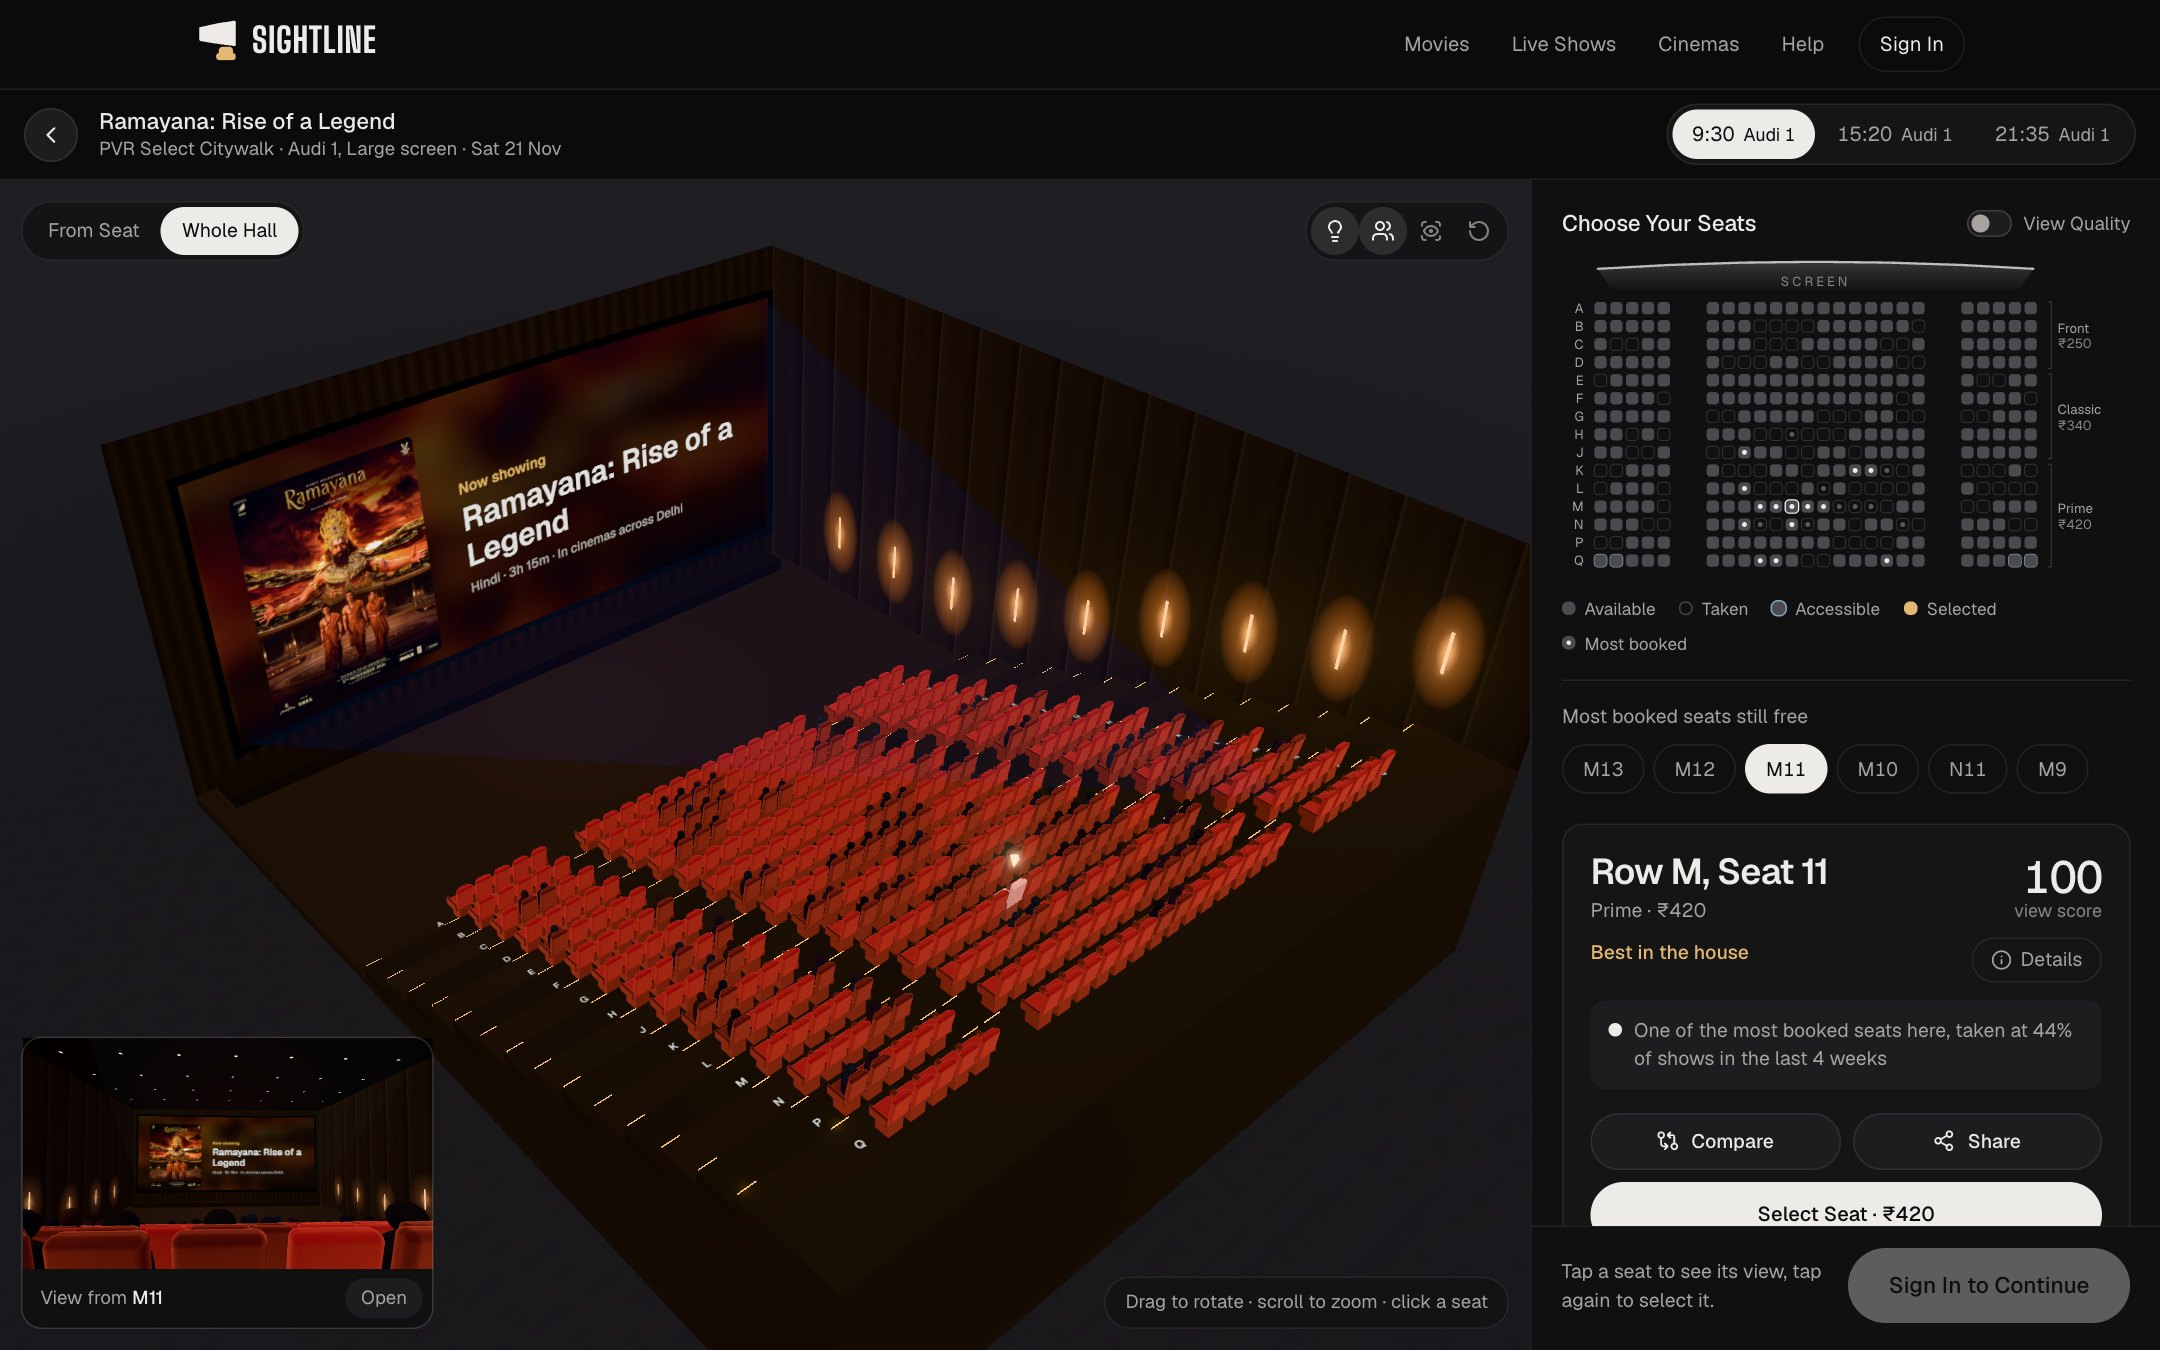 SIGHTLINE
Movies
Live Shows
Cinemas
Help
Sign In
Ramayana: Rise of a Legend
PVR Select Citywalk · Audi 1, Large screen · Sat 21 Nov
9:30 Audi 1
15:20 Audi 1
21:35 Audi 1
From Seat
Whole Hall
Ramayana
Now showing
Ramayana: Rise of a
Legend
Hindi · 3h 15m · In cinemas across Delhi
A
B
C
D
E
F
G
H
J
K
L
M
N
P
Q
Ramayana: Rise of a
Legend
View from M11
Open
Drag to rotate · scroll to zoom · click a seat
Choose Your Seats
View Quality
SCREEN
A
B
C
D
E
F
G
H
J
K
L
M
N
P
Q
Front
₹250
Classic
₹340
Prime
₹420
Available
Taken
Accessible
Selected
Most booked
Most booked seats still free
M13
M12
M11
M10
N11
M9
Row M, Seat 11
100
Prime · ₹420
view score
Best in the house
Details
One of the most booked seats here, taken at 44%
of shows in the last 4 weeks
Compare
Share
Select Seat · ₹420
Tap a seat to see its view, tap
again to select it.
Sign In to Continue